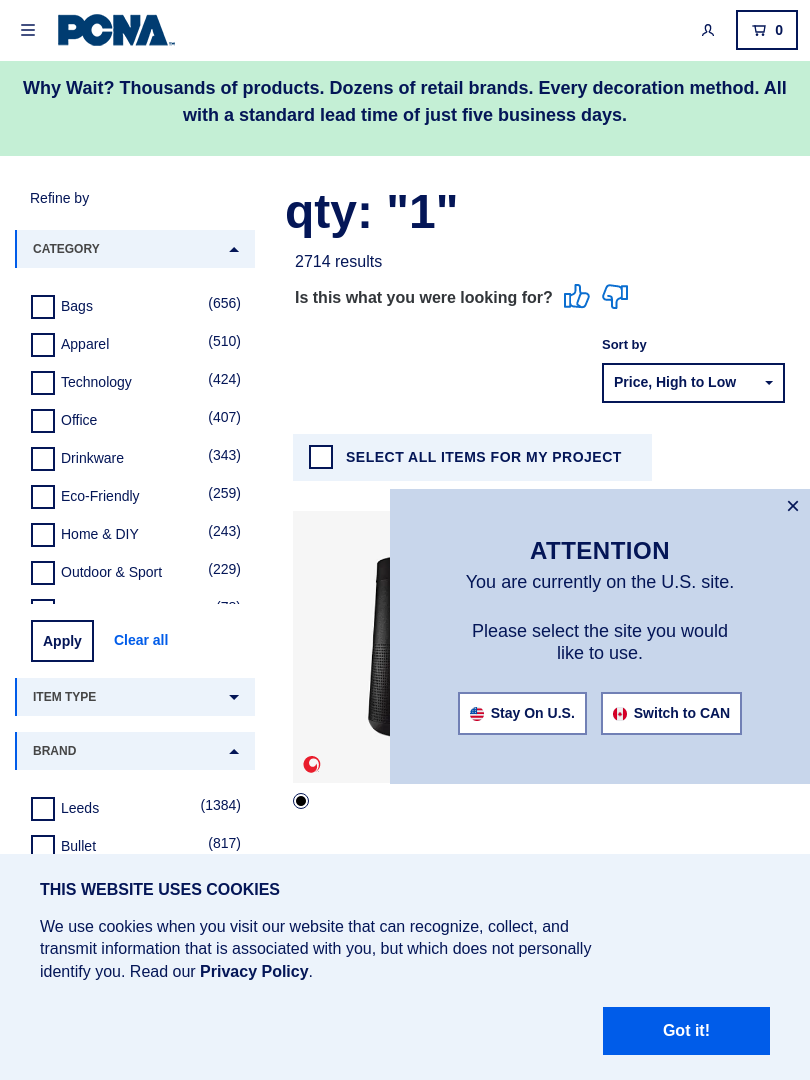 PCNA
0
Why Wait? Thousands of products. Dozens of retail brands. Every decoration method. All
with a standard lead time of just five business days.
Refine by
CATEGORY
Bags (656)
Apparel (510)
Technology (424)
Office (407)
Drinkware (343)
Eco-Friendly (259)
Home & DIY (243)
Outdoor & Sport (229)
Apply Clear all
ITEM TYPE
BRAND
Leeds (1384)
Bullet (817)
qty: "1"
2714 results
Is this what you were looking for?
Sort by
Price, High to Low
SELECT ALL ITEMS FOR MY PROJECT
ATTENTION
You are currently on the U.S. site.
Please select the site you would
like to use.
Stay On U.S. Switch to CAN
THIS WEBSITE USES COOKIES
We use cookies when you visit our website that can recognize, collect, and
transmit information that is associated with you, but which does not personally
identify you. Read our Privacy Policy.
Got it!